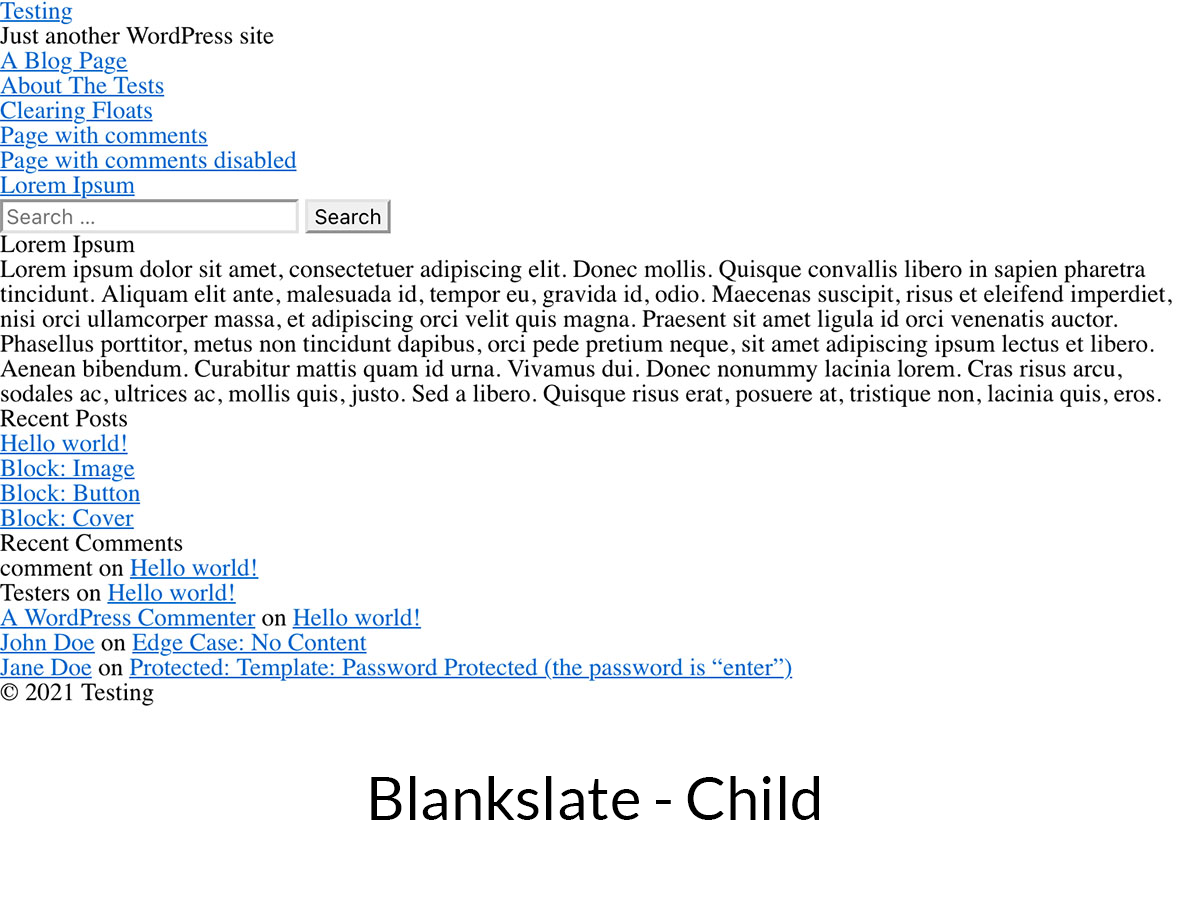 Testing
Just another WordPress site
A Blog Page
About The Tests
Clearing Floats
Page with comments
Page with comments disabled
Lorem Ipsum
Search ... Search
Lorem Ipsum
Lorem ipsum dolor sit amet, consectetuer adipiscing elit. Donec mollis. Quisque convallis libero in sapien pharetra
tincidunt. Aliquam elit ante, malesuada id, tempor eu, gravida id, odio. Maecenas suscipit, risus et eleifend imperdiet,
nisi orci ullamcorper massa, et adipiscing orci velit quis magna. Praesent sit amet ligula id orci venenatis auctor.
Phasellus porttitor, metus non tincidunt dapibus, orci pede pretium neque, sit amet adipiscing ipsum lectus et libero.
Aenean bibendum. Curabitur mattis quam id urna. Vivamus dui. Donec nonummy lacinia lorem. Cras risus arcu,
sodales ac, ultrices ac, mollis quis, justo. Sed a libero. Quisque risus erat, posuere at, tristique non, lacinia quis, eros.
Recent Posts
Hello world!
Block: Image
Block: Button
Block: Cover
Recent Comments
comment on Hello world!
Testers on Hello world!
A WordPress Commenter on Hello world!
John Doe on Edge Case: No Content
Jane Doe on Protected: Template: Password Protected (the password is “enter”)
© 2021 Testing
Blankslate - Child